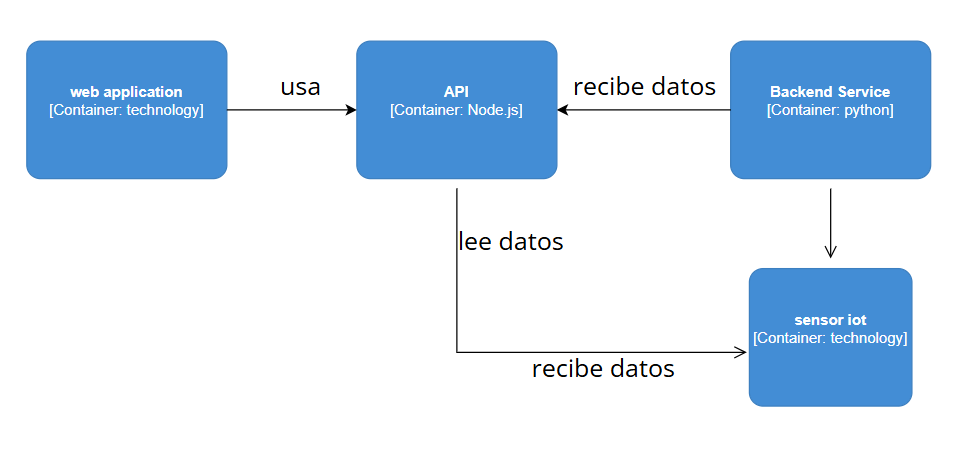 web application
[Container: technology]
usa
API
[Container: Node.js]
recibe datos
Backend Service
[Container: python]
lee datos
sensor iot
[Container: technology]
recibe datos